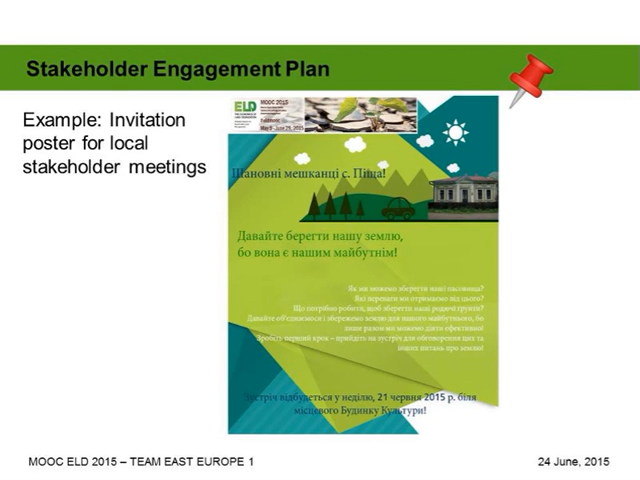 Stakeholder Engagement Plan
Example: Invitation
poster for local
stakeholder meetings
ELD
MOOC 2015
Шановні мешканці с. Піща!
Давайте берегти нашу землю,
бо вона є нашим майбутнім!
Як ми можемо зберегти наші пасовища?
Які переваги ми отримаємо від цього?
Що потрібно робити, щоб зберегти наші родючі ґрунти?
Давайте об'єднаємося і збережемо землю для нашого майбутнього, бо
лише разом ми можемо діяти ефективно!
Зробіть перший крок – прийдіть на зустріч для обговорення цих та
інших питань про землю!
Зустріч відбудеться у неділю, 21 червня 2015 р. біля
місцевого Будинку Культури!
MOOC ELD 2015 – TEAM EAST EUROPE 1
24 June, 2015